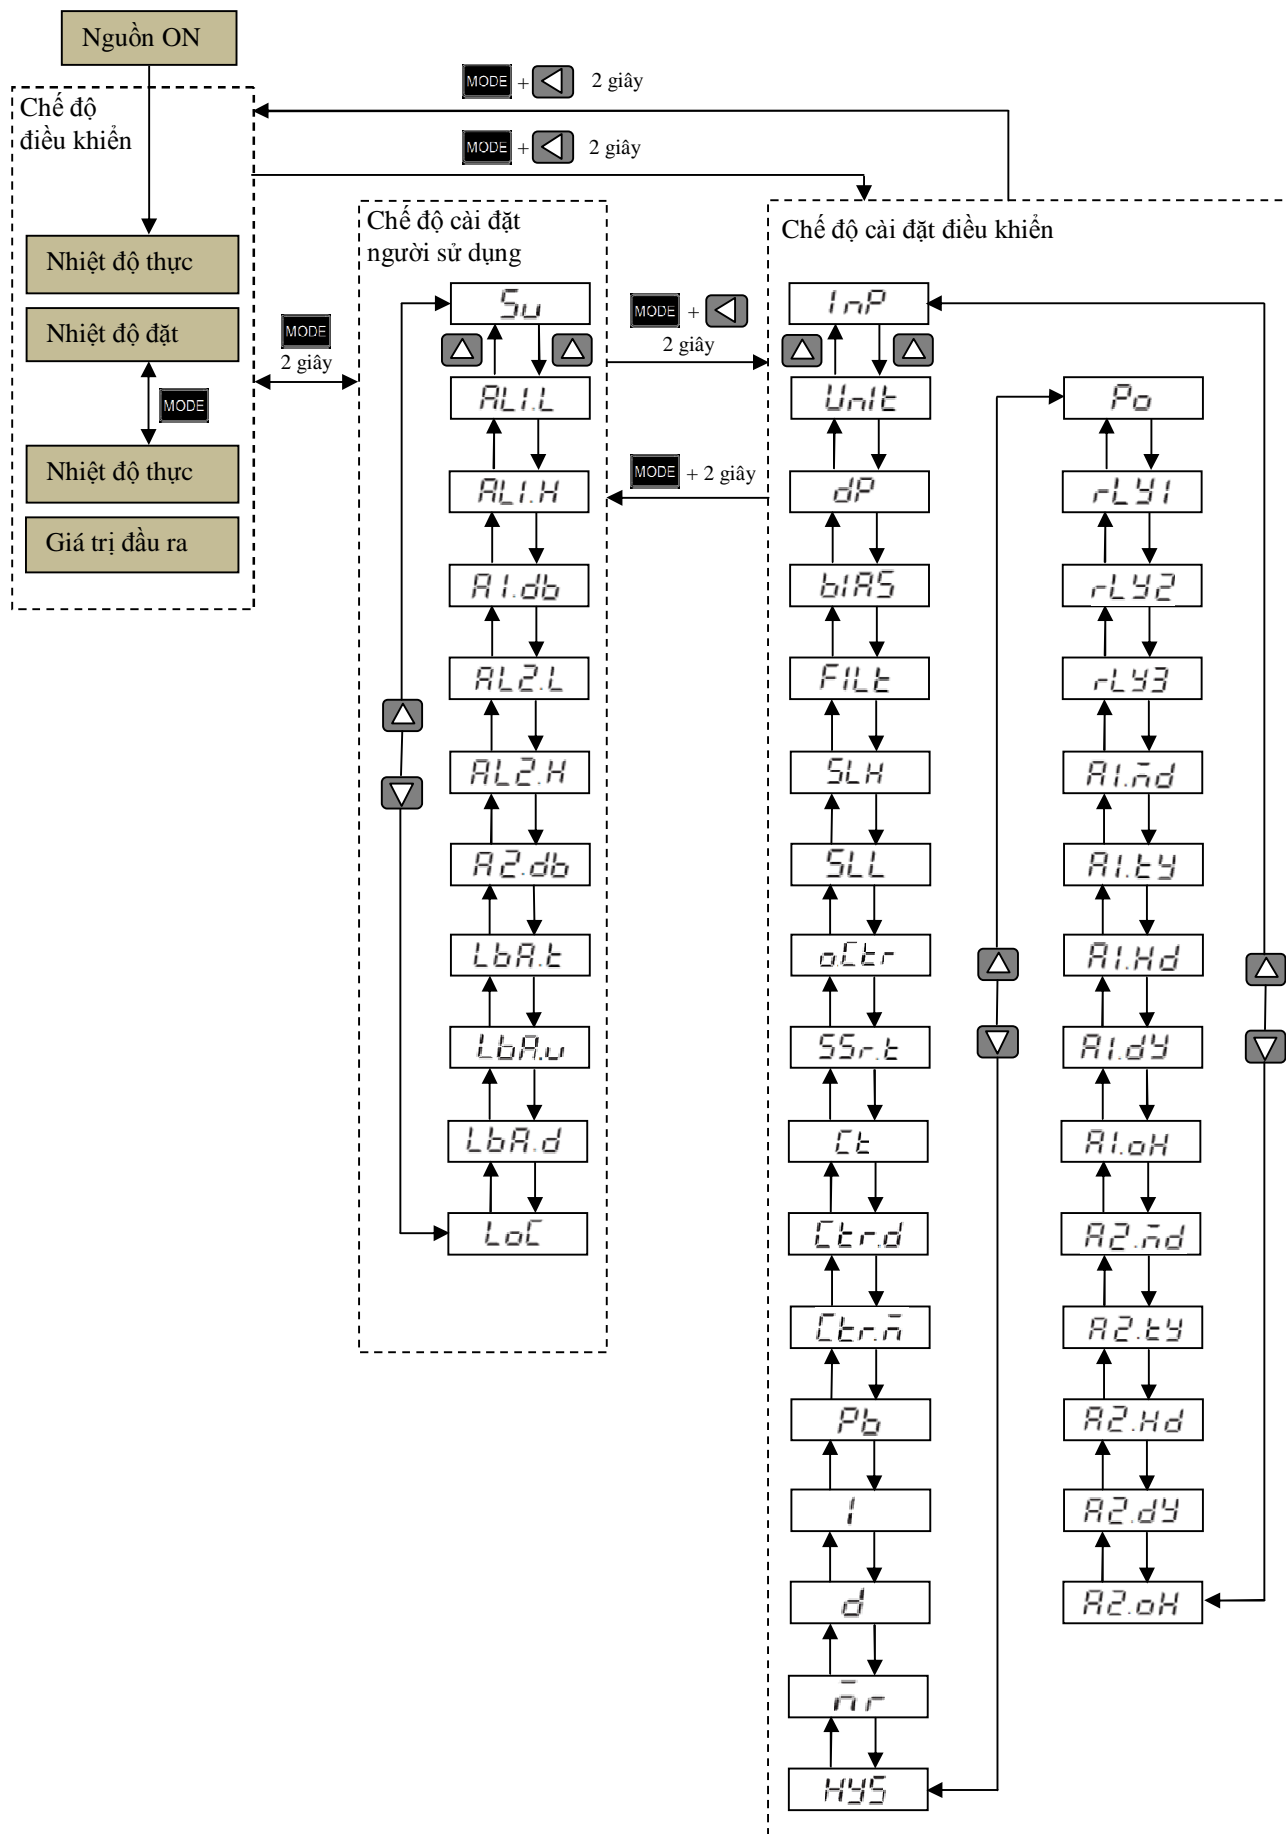 Nguồn ON
MODE + 2 giây
Chế độ
điều khiển
MODE + 2 giây
Nhiệt độ thực
Nhiệt độ đặt
MODE
Nhiệt độ thực
Giá trị đầu ra
MODE
2 giây
Chế độ cài đặt
người sử dụng
Su
AL1.L
AL1.H
A1.db
AL2.L
AL2.H
A2.db
LbA.t
LbA.u
LbA.d
LoC
MODE +
2 giây
MODE + 2 giây
Chế độ cài đặt điều khiển
InP
UnIt
dP
bIAS
FILt
SLH
SLL
o.Ctr
SSr.t
Ct
Ctr.d
Ctr.m̄
Pb
I
d
m̄r
HYS
Po
rLY1
rLY2
rLY3
A1.m̄d
A1.tY
A1.Hd
A1.dY
A1.oH
A2.m̄d
A2.tY
A2.Hd
A2.dY
A2.oH